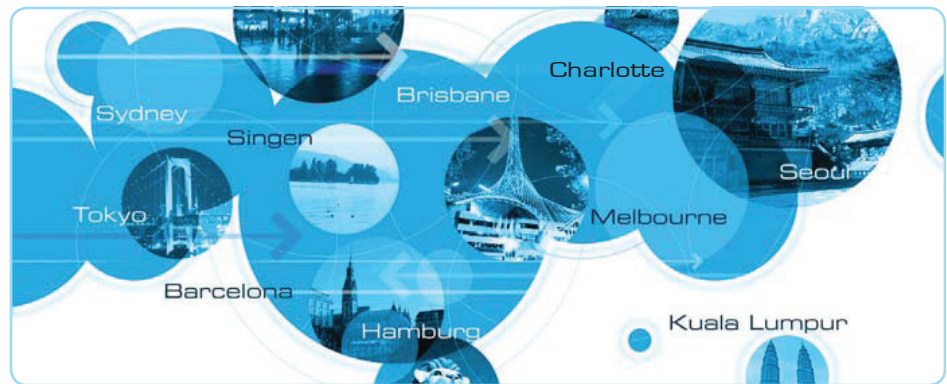 Charlotte
Brisbane
Sydney
Singen
Seoul
Tokyo
Melbourne
Barcelona
Hamburg
Kuala Lumpur